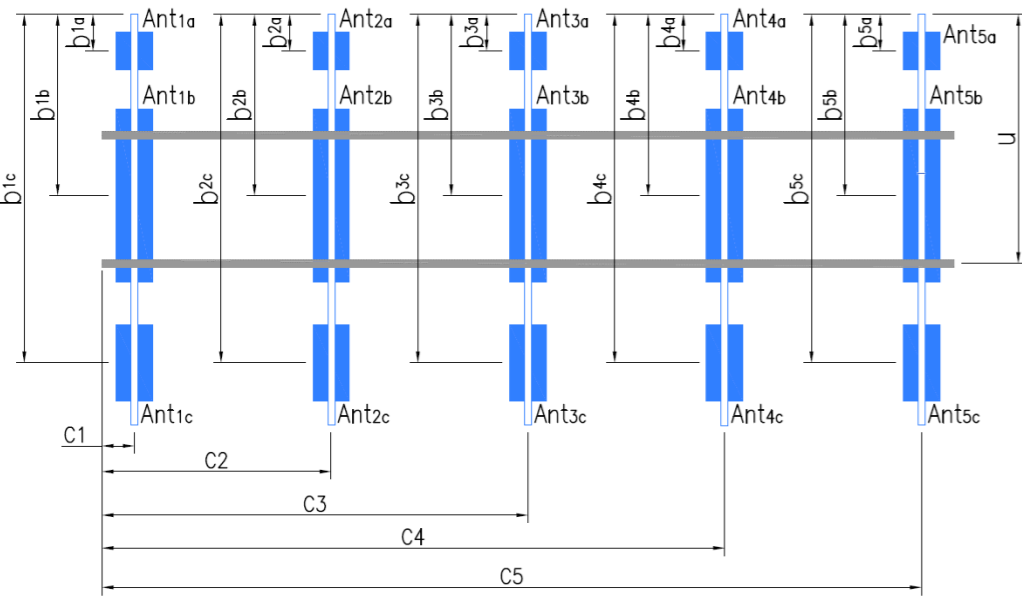 Ant1a
Ant2a
Ant3a
Ant4a
Ant5a
b1a
b2a
b3a
b4a
b5a
Ant1b
Ant2b
Ant3b
Ant4b
Ant5b
b1b
b2b
b3b
b4b
b5b
u
b1c
b2c
b3c
b4c
b5c
Ant1c
Ant2c
Ant3c
Ant4c
Ant5c
C1
C2
C3
C4
C5